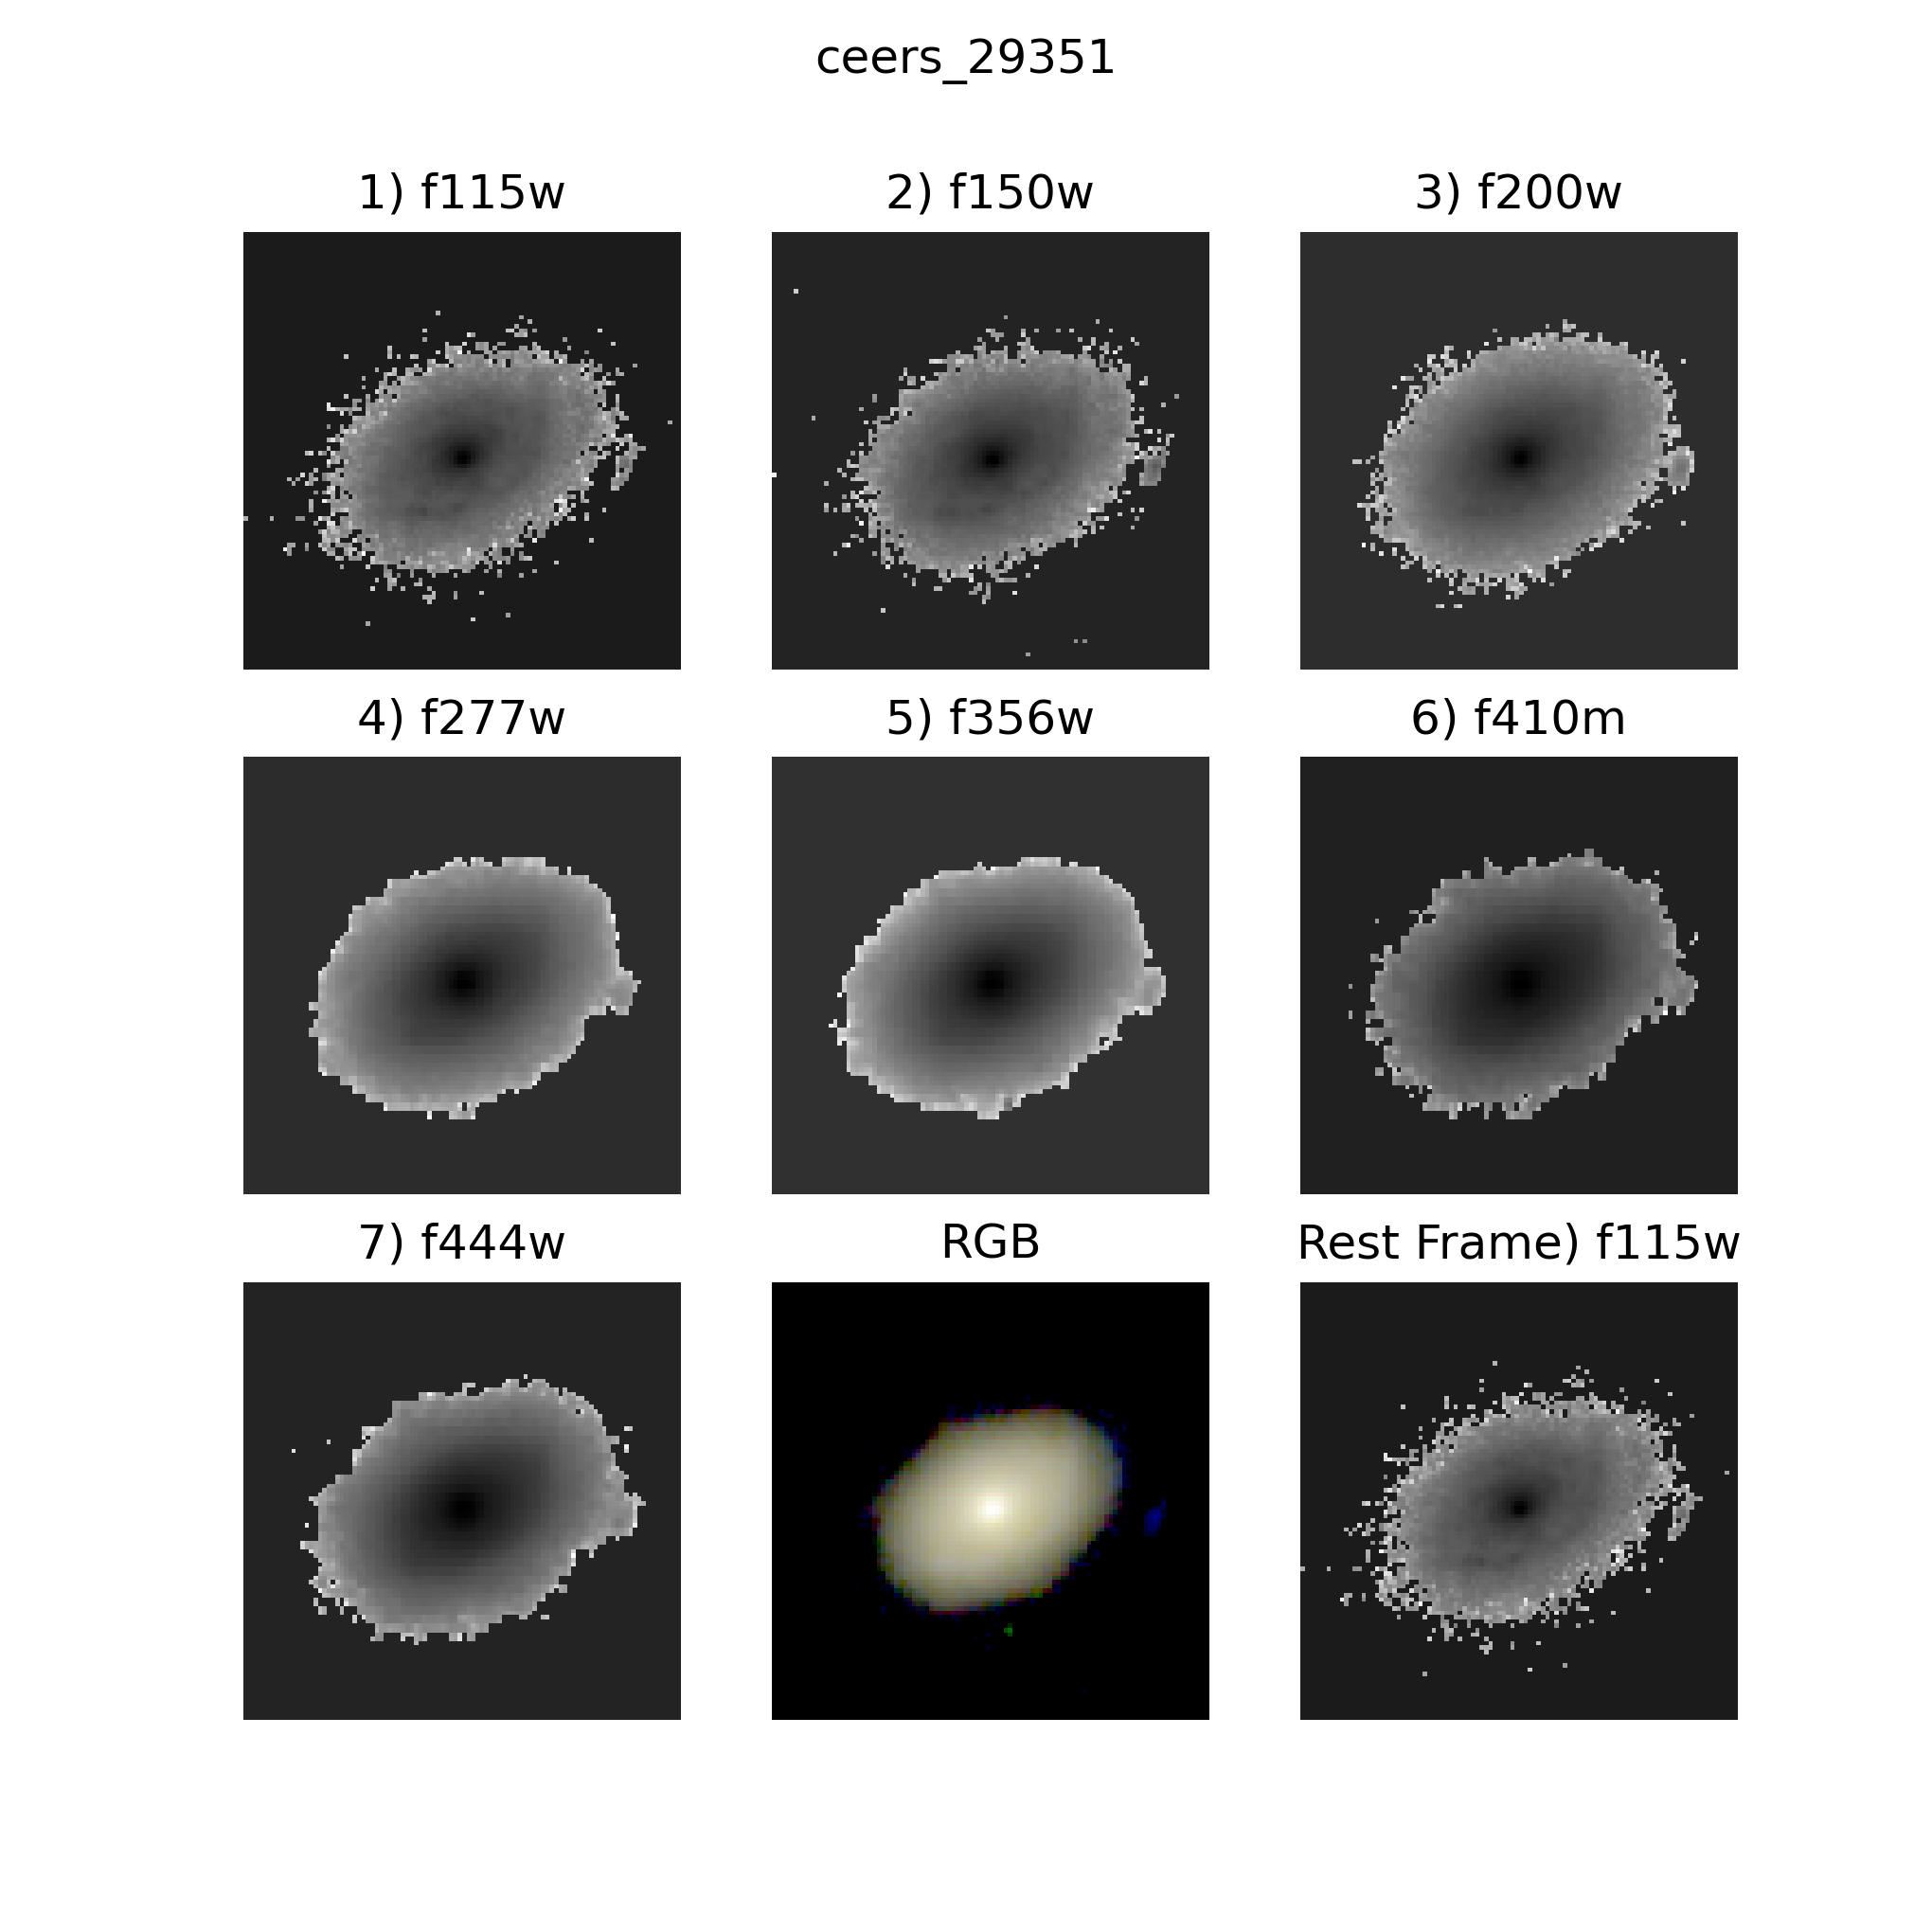 ceers_29351
1) f115w
2) f150w
3) f200w
4) f277w
5) f356w
6) f410m
7) f444w
RGB
Rest Frame) f115w